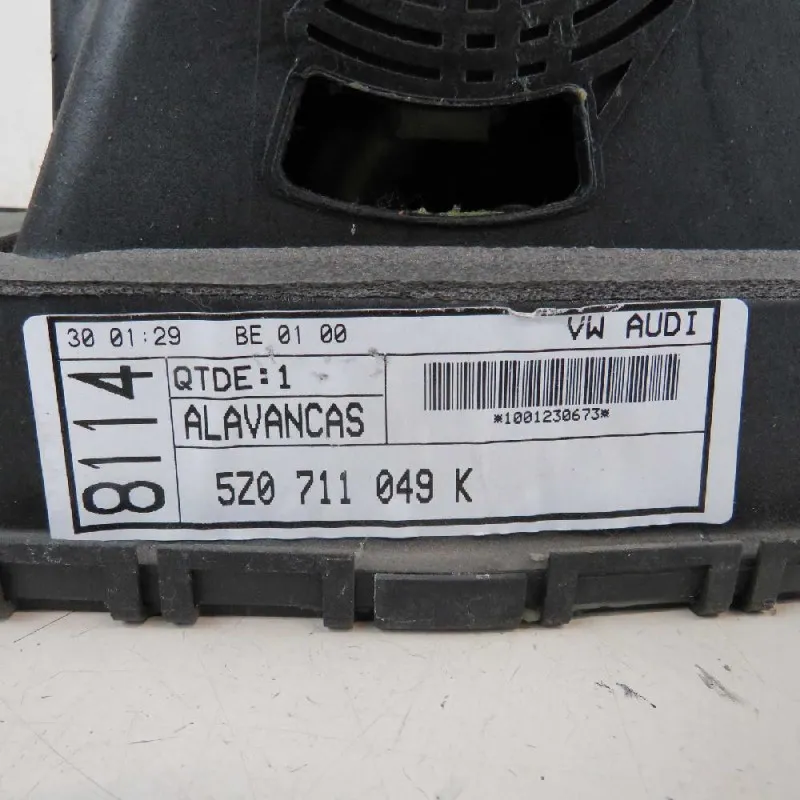 30 01:29 BE 01 00 VW AUDI
8114
QTDE:1
ALAVANCAS
*1001230673*
5Z0 711 049 K